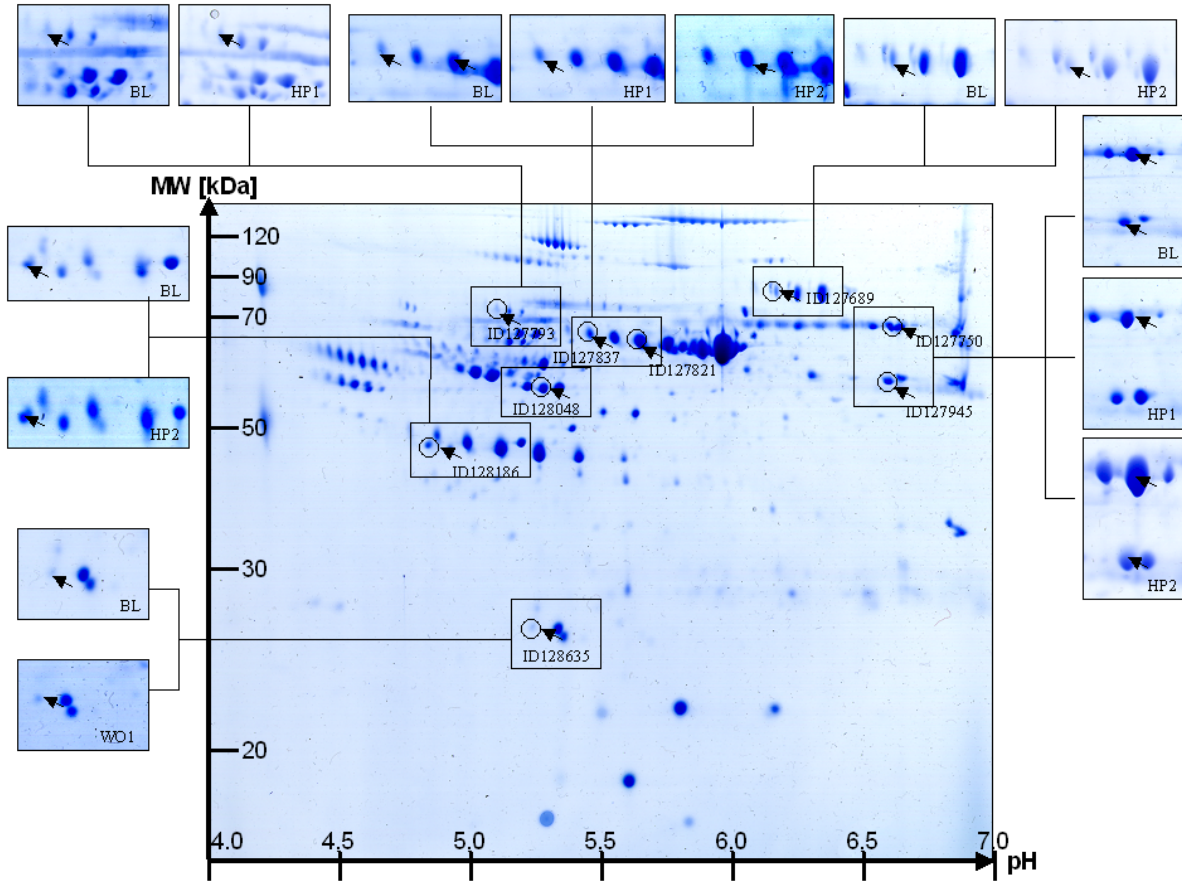 BL
HP1
BL
HP1
HP2
BL
HP2
MW [kDa]
BL
HP2
BL
HP1
HP2
BL
WO1
120
90
70
50
30
20
ID127793
ID127837
ID127821
ID127689
ID127750
ID127945
ID128048
ID128186
ID128635
4.0
4,5
5.0
5.5
6.0
6.5
7.0
pH